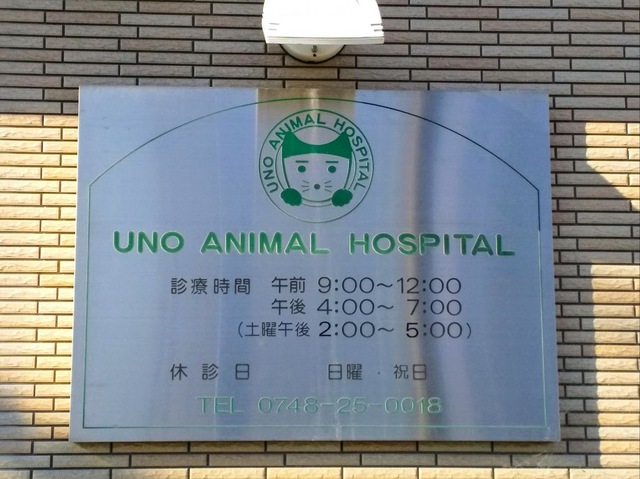 UNO ANIMAL HOSPITAL
UNO ANIMAL HOSPITAL
診療時間 午前 9:00～12:00
午後 4:00～ 7:00
(土曜午後 2:00～ 5:00)
休診日 日曜・祝日
TEL 0748-25-0018